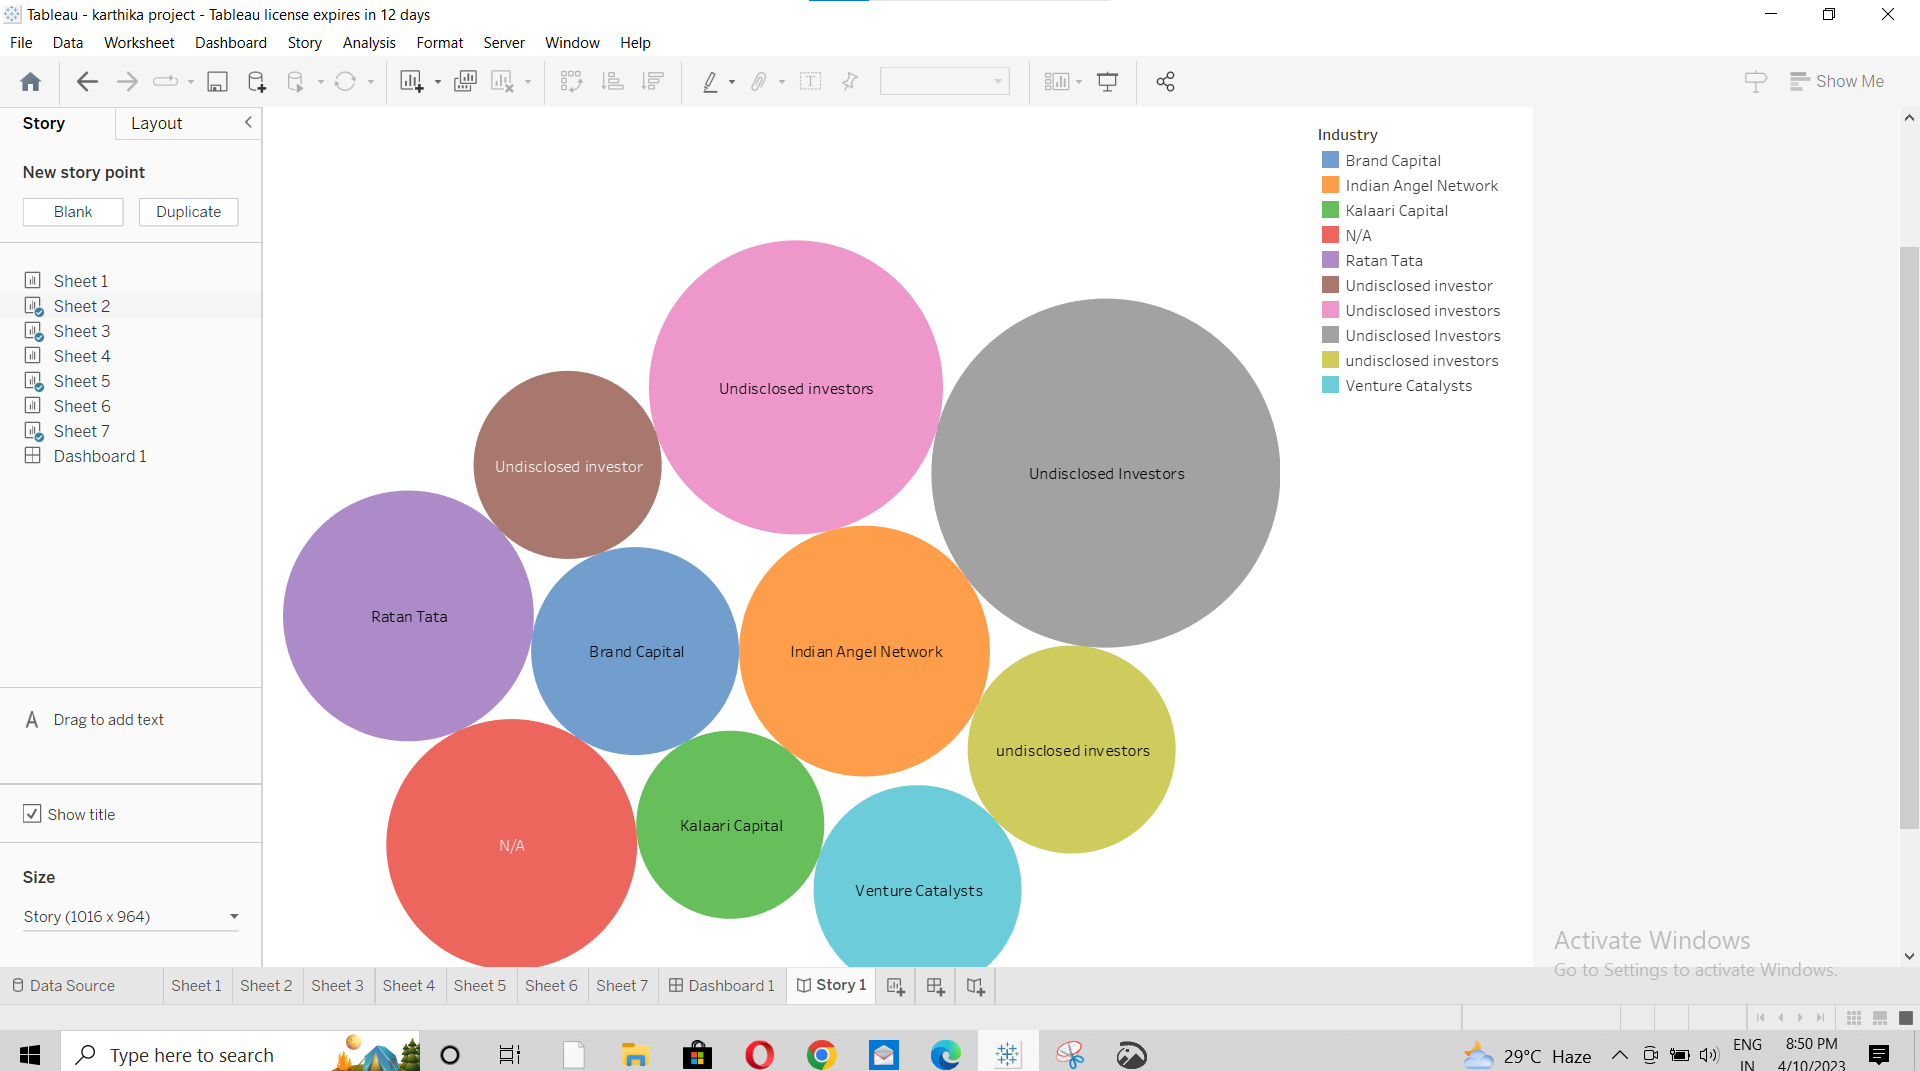 Tableau - karthika project - Tableau license expires in 12 days
File Data Worksheet Dashboard Story Analysis Format Server Window Help
Show Me
Story Layout
New story point
Blank Duplicate
Sheet 1
Sheet 2
Sheet 3
Sheet 4
Sheet 5
Sheet 6
Sheet 7
Dashboard 1
A Drag to add text
Show title
Size
Story (1016 x 964)
Undisclosed investors
Undisclosed Investors
Undisclosed investor
Ratan Tata
Brand Capital
Indian Angel Network
undisclosed investors
N/A
Kalaari Capital
Venture Catalysts
Industry
Brand Capital
Indian Angel Network
Kalaari Capital
N/A
Ratan Tata
Undisclosed investor
Undisclosed investors
Undisclosed Investors
undisclosed investors
Venture Catalysts
Activate Windows
Go to Settings to activate Windows.
Data Source Sheet 1 Sheet 2 Sheet 3 Sheet 4 Sheet 5 Sheet 6 Sheet 7 Dashboard 1 Story 1
Type here to search
29°C Haze
ENG
IN
8:50 PM
4/10/2023